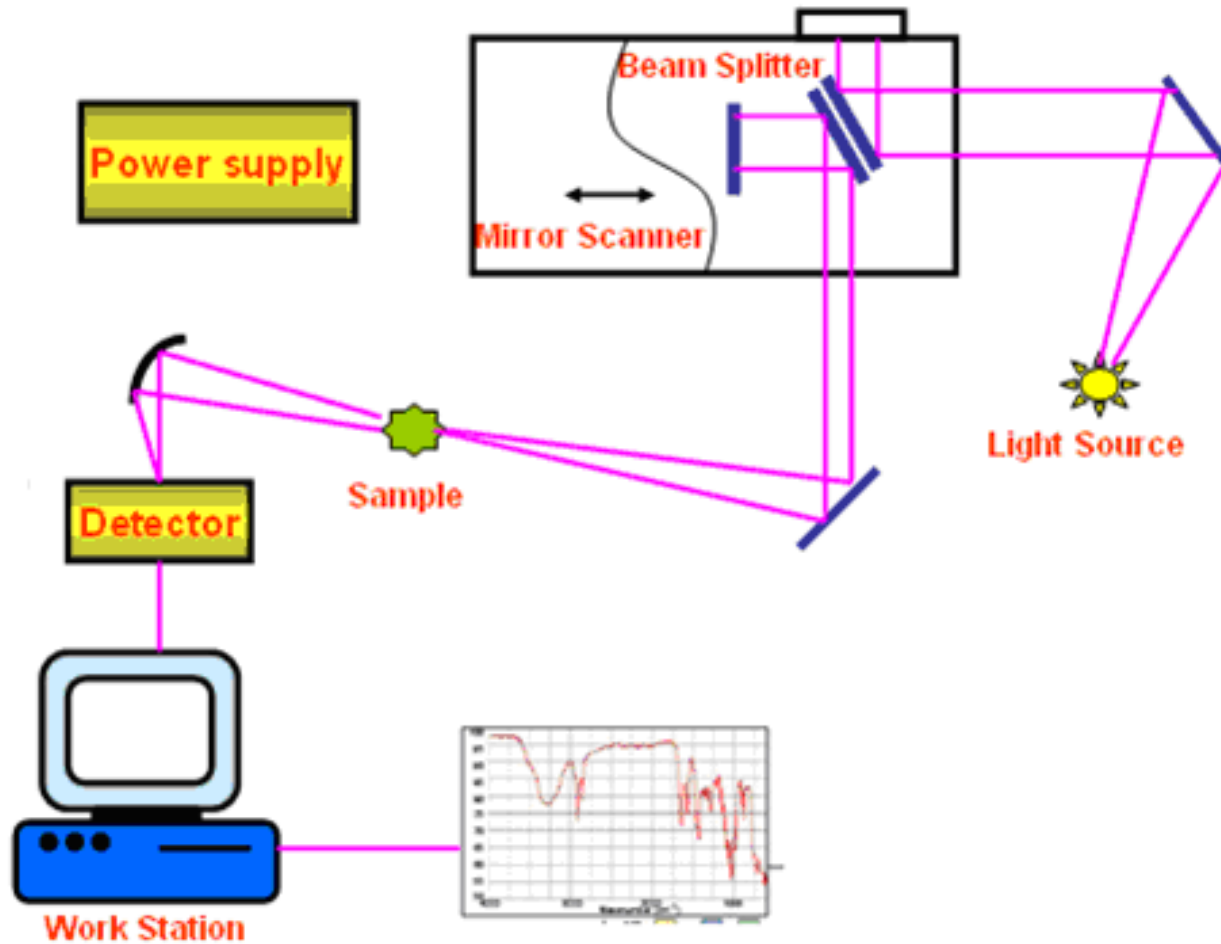 Beam Splitter
Power supply
Mirror Scanner
Light Source
Sample
Detector
Work Station